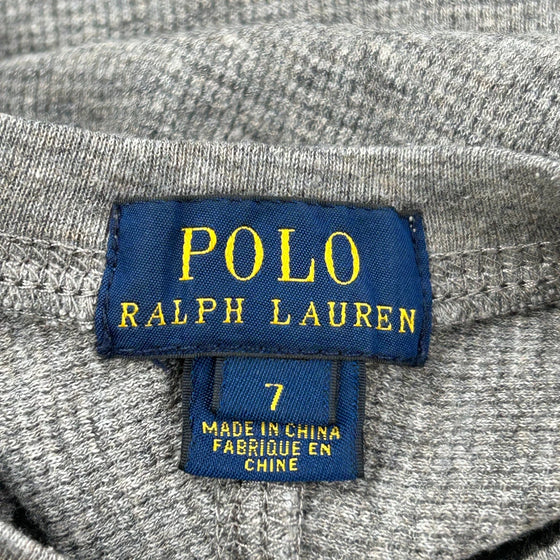 POLO
RALPH LAUREN
7
MADE IN CHINA
FABRIQUE EN
CHINE